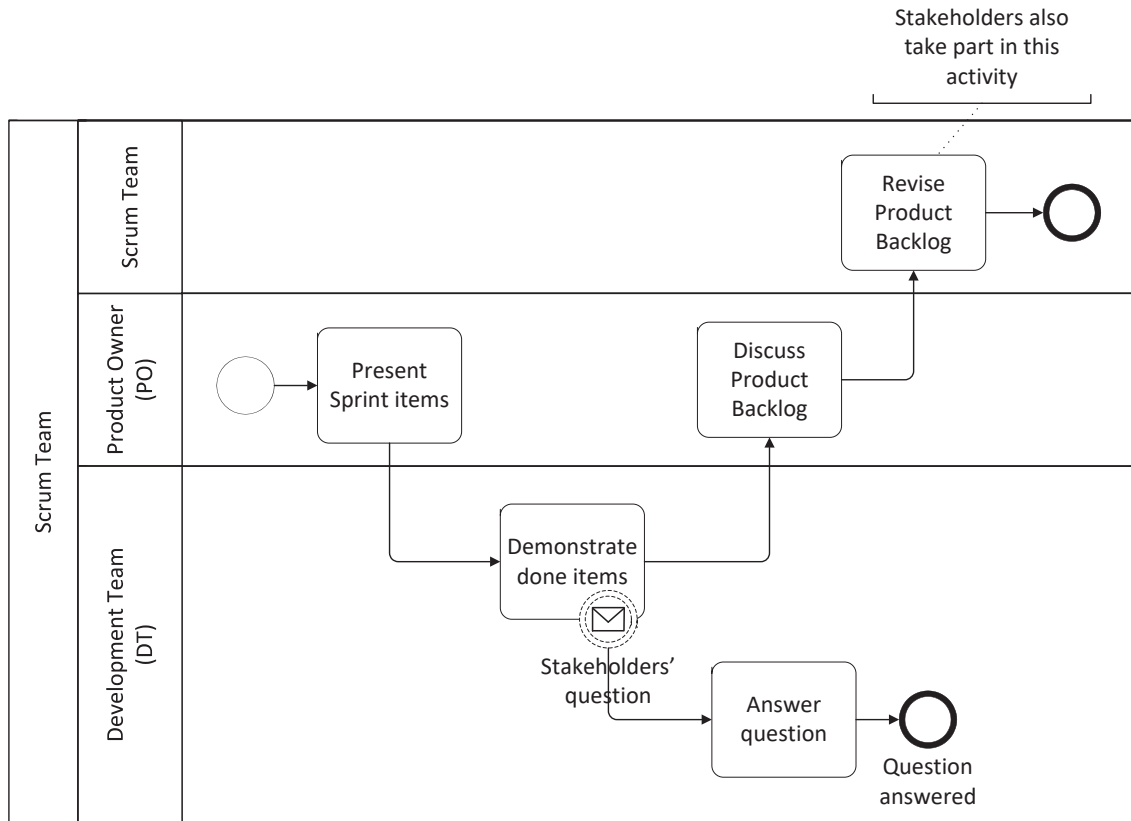 Stakeholders also
take part in this
activity
Scrum Team
Scrum Team
Revise
Product
Backlog
Product Owner
(PO)
Present
Sprint items
Discuss
Product
Backlog
Development Team
(DT)
Demonstrate
done items
Stakeholders’
question
Answer
question
Question
answered